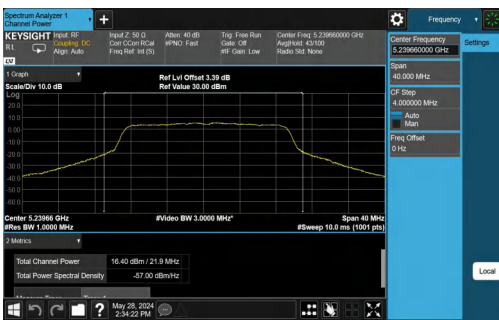 Spectrum Analyzer 1
Channel Power
+
Frequency
KEYSIGHT
Input: RF
Coupling: DC
Align: Auto
Input Z: 50 Ω
Corr CCorr RCal
Freq Ref: Int (S)
Atten: 40 dB
#PNO: Fast
Trig: Free Run
Gate: Off
#IF Gain: Low
Center Freq: 5.239660000 GHz
Avg|Hold: 43/100
Radio Std: None
R L
LXI
Center Frequency
5.239660000 GHz
Settings
Span
40.000 MHz
CF Step
4.000000 MHz
Auto
Man
Freq Offset
0 Hz
1 Graph
Scale/Div 10.0 dB
Ref Lvl Offset 3.39 dB
Ref Value 30.00 dBm
Log
20.0
10.0
0.00
-10.0
-20.0
-30.0
-40.0
-50.0
-60.0
Center 5.23966 GHz
#Video BW 3.0000 MHz*
Span 40 MHz
#Res BW 1.0000 MHz
#Sweep 10.0 ms (1001 pts)
2 Metrics
Total Channel Power
16.40 dBm / 21.9 MHz
Total Power Spectral Density
-57.00 dBm/Hz
Local
?
May 28, 2024
2:34:22 PM